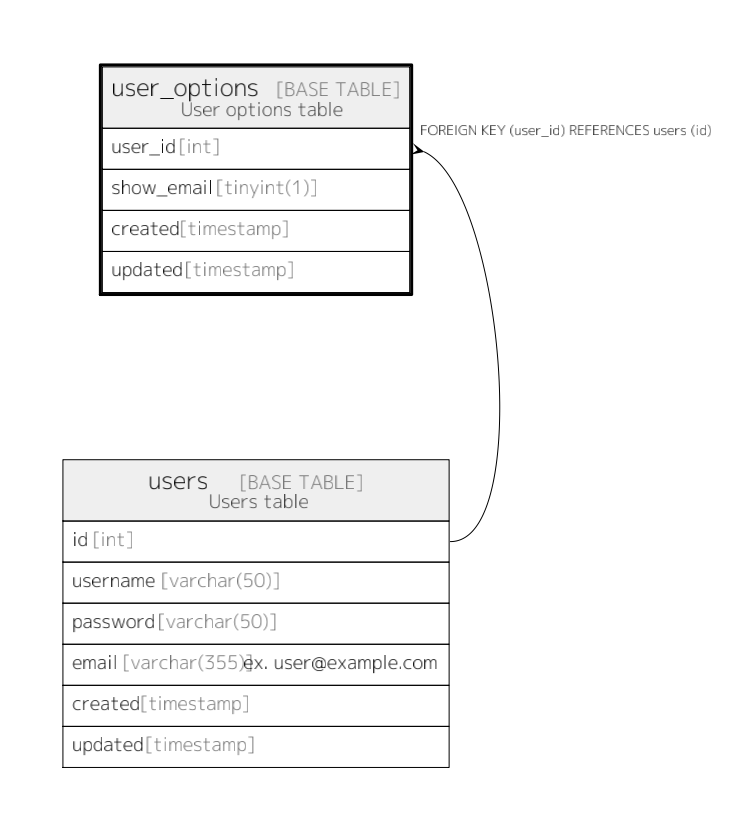 user_options [BASE TABLE]
User options table
FOREIGN KEY (user_id) REFERENCES users (id)
user_id [int]
show_email [tinyint(1)]
created [timestamp]
updated [timestamp]
users [BASE TABLE]
Users table
id [int]
username [varchar(50)]
password [varchar(50)]
email [varchar(355)] ex. user@example.com
created [timestamp]
updated [timestamp]